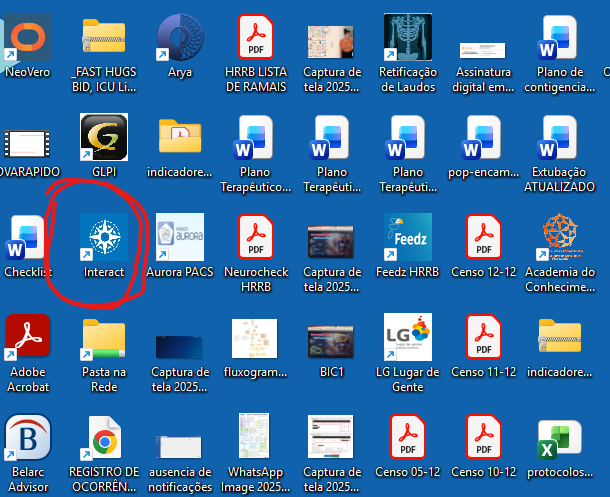 NeoVero
_FAST HUGS
BID, ICU Li...
Arya
PDF
HRRB LISTA
DE RAMAIS
Captura de
tela 2025...
Retificação
de Laudos
Assinatura
digital em...
W
Plano de
contigencia...
OVARAPIDO
G
GLPI
indicadore...
W
Plano
Terapêutico...
W
Plano
Terapêuti...
W
Plano
Terapêuti...
W
pop-encam...
W
Extubação
ATUALIZADO
W
Checklist
Interact
AURORA
Aurora PACS
PDF
Neurocheck
HRRB
Captura de
tela 2025...
Feedz
Feedz HRRB
PDF
Censo 12-12
Academia do
Conhecime...
Adobe
Acrobat
Pasta na
Rede
Captura de
tela 2025...
fluxogram...
BIC1
LG lugar de gente
LG Lugar de
Gente
PDF
Censo 11-12
indicadore...
B
Belarc
Advisor
REGISTRO DE
OCORRÊN...
ausencia de
notificações
WhatsApp
Image 2025...
Captura de
tela 2025...
PDF
Censo 05-12
PDF
Censo 10-12
X
protocolos...